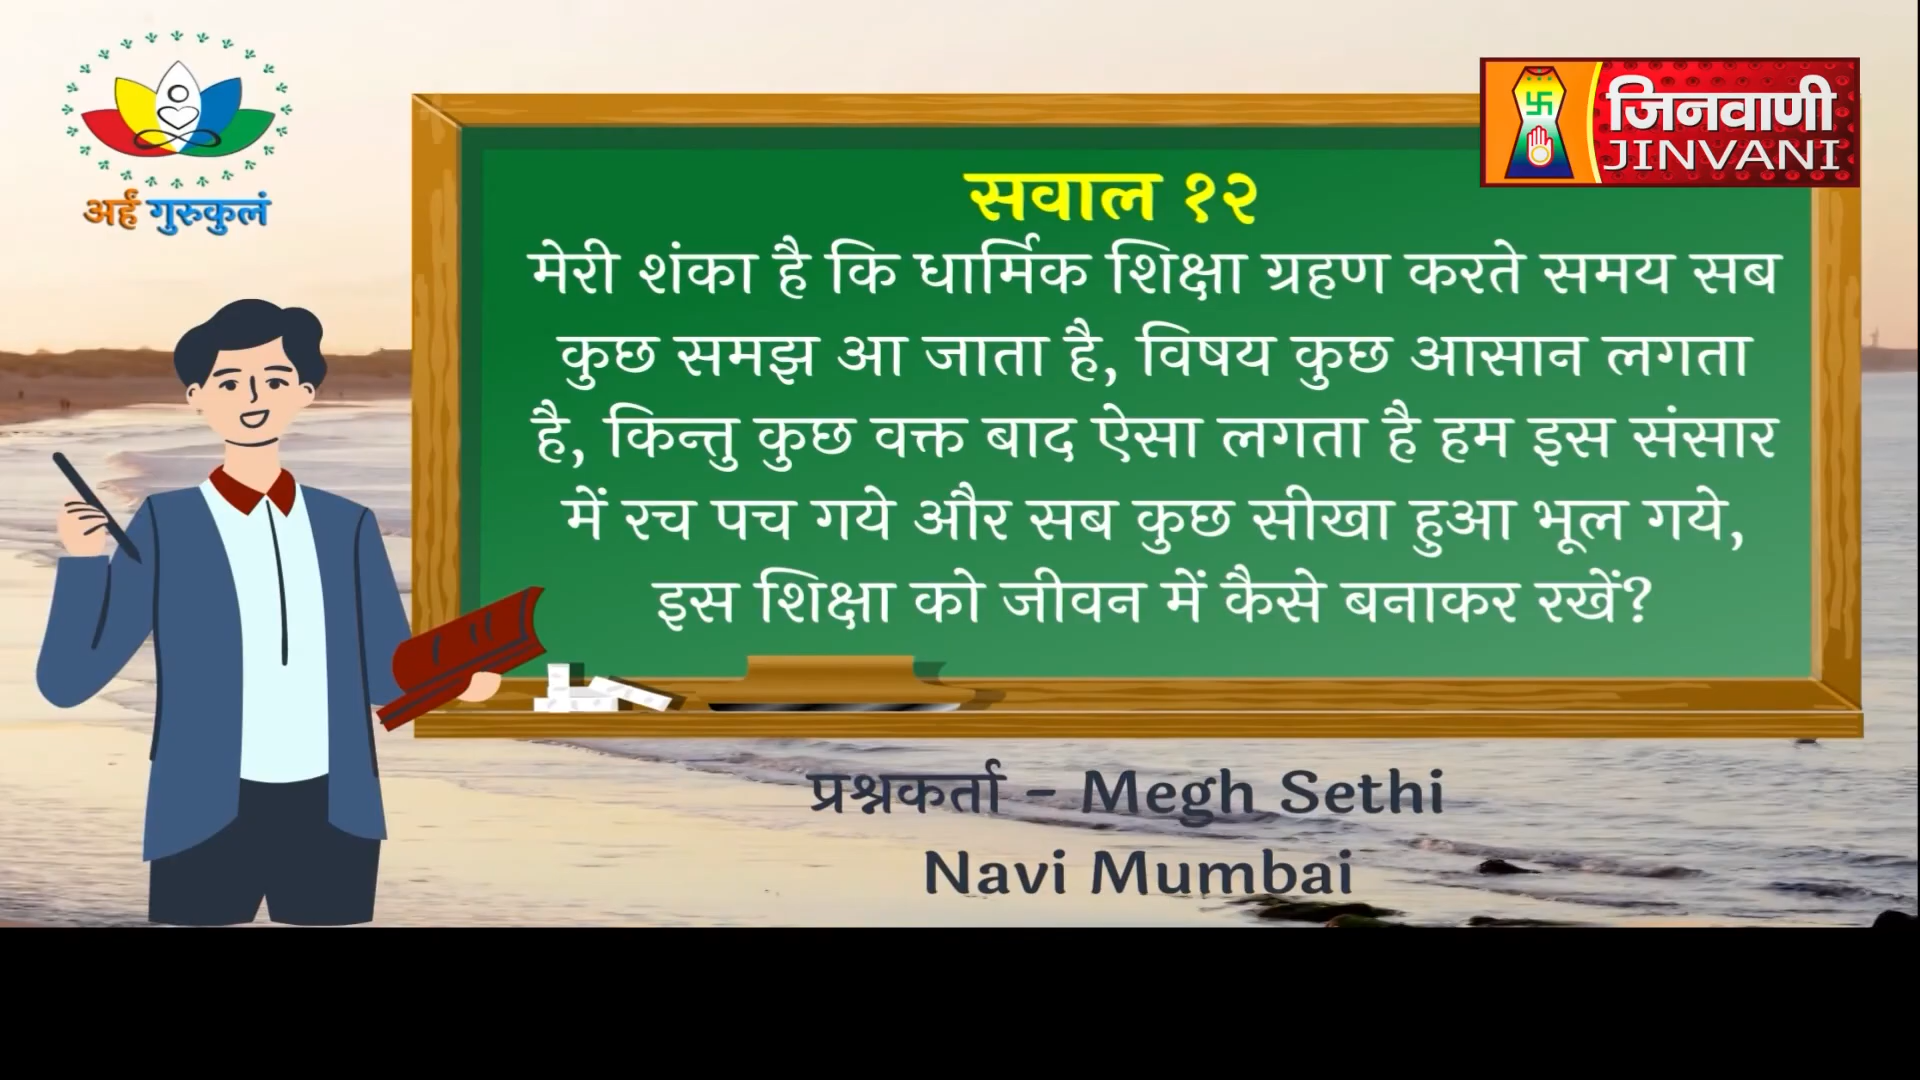 अर्हं गुरुकुलं
जिनवाणी
JINVANI
सवाल १२
मेरी शंका है कि धार्मिक शिक्षा ग्रहण करते समय सब
कुछ समझ आ जाता है, विषय कुछ आसान लगता
है, किन्तु कुछ वक्त बाद ऐसा लगता है हम इस संसार
में रच पच गये और सब कुछ सीखा हुआ भूल गये,
इस शिक्षा को जीवन में कैसे बनाकर रखें?
प्रश्नकर्ता - Megh Sethi
Navi Mumbai